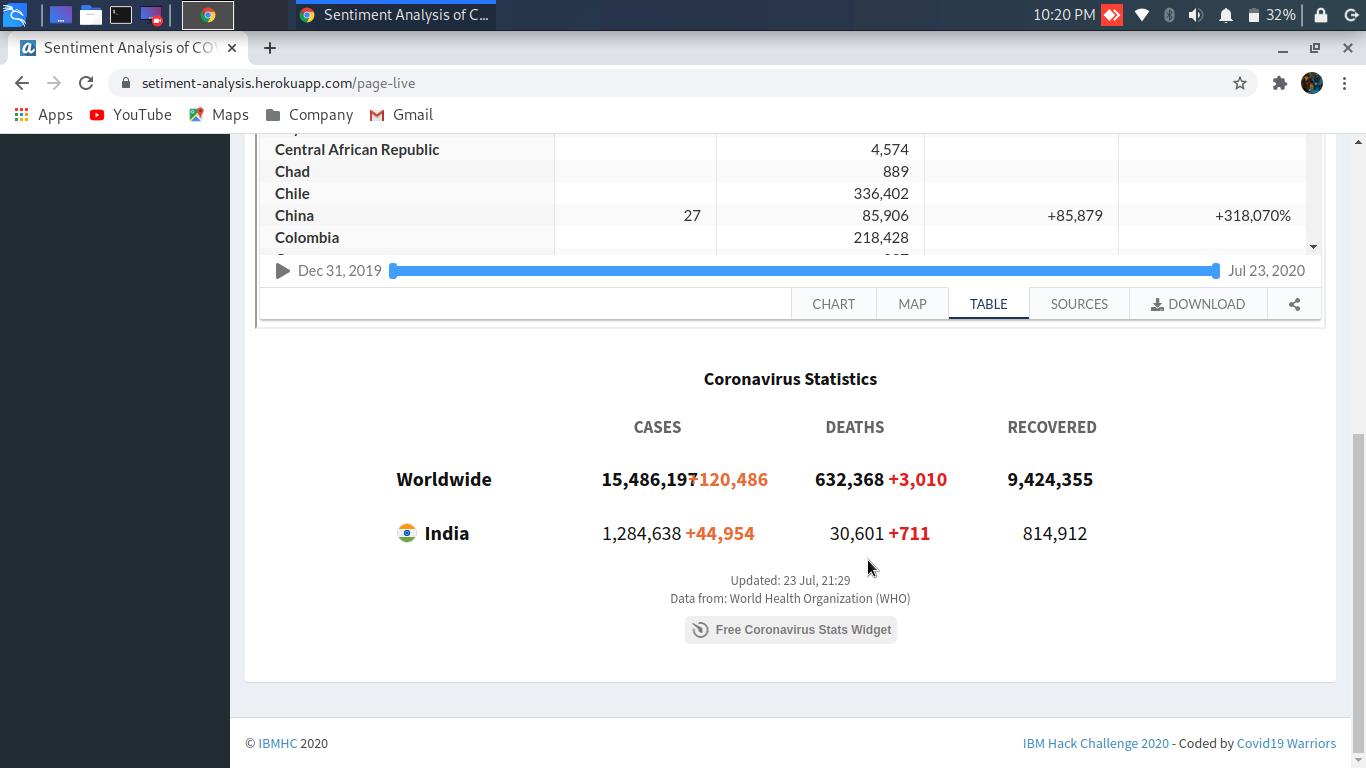 Sentiment Analysis of C...
10:20 PM
32%
Sentiment Analysis of CO
setiment-analysis.herokuapp.com/page-live
Apps YouTube Maps Company Gmail
Central African Republic 4,574
Chad 889
Chile 336,402
China 27 85,906 +85,879 +318,070%
Colombia 218,428
Dec 31, 2019 Jul 23, 2020
CHART MAP TABLE SOURCES DOWNLOAD
Coronavirus Statistics
CASES DEATHS RECOVERED
Worldwide 15,486,197 +120,486 632,368 +3,010 9,424,355
India 1,284,638 +44,954 30,601 +711 814,912
Updated: 23 Jul, 21:29
Data from: World Health Organization (WHO)
Free Coronavirus Stats Widget
© IBMHC 2020 IBM Hack Challenge 2020 - Coded by Covid19 Warriors